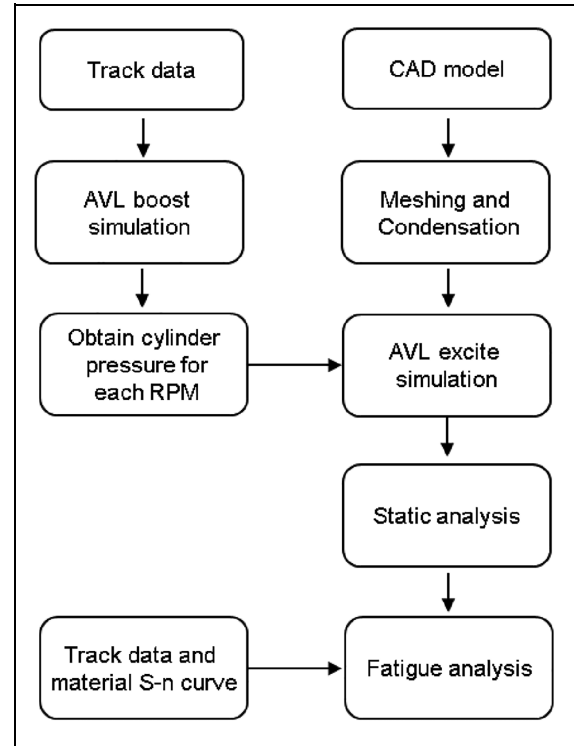 Track data
CAD model
AVL boost
simulation
Meshing and
Condensation
Obtain cylinder
pressure for
each RPM
AVL excite
simulation
Static analysis
Track data and
material S-n curve
Fatigue analysis